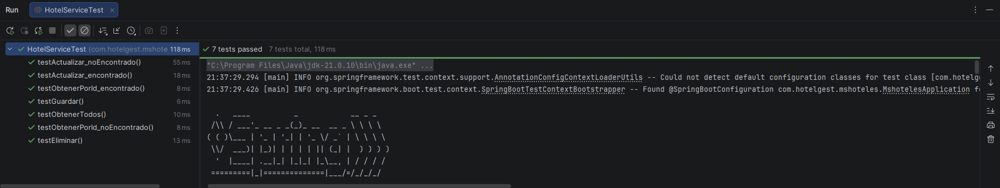 Run HotelServiceTest
HotelServiceTest (com.hotelgest.mshote 118 ms
testActualizar_noEncontrado() 55 ms
testActualizar_encontrado() 18 ms
testObtenerPorId_encontrado() 8 ms
testGuardar() 6 ms
testObtenerTodos() 10 ms
testObtenerPorId_noEncontrado() 8 ms
testEliminar() 13 ms
7 tests passed 7 tests total, 118 ms
"C:\Program Files\Java\jdk-21.0.10\bin\java.exe" ...
21:37:29.294 [main] INFO org.springframework.test.context.support.AnnotationConfigContextLoaderUtils -- Could not detect default configuration classes for test class [com.hotelg
21:37:29.426 [main] INFO org.springframework.boot.test.context.SpringBootTestContextBootstrapper -- Found @SpringBootConfiguration com.hotelgest.mshoteles.MshotelesApplication f
  .   ____          _            __ _ _
 /\\ / ___'_ __ _ _(_)_ __  __ _ \ \ \ \
( ( )\___ | '_ | '_| | '_ \/ _` | \ \ \ \
 \\/  ___)| |_)| | | | | || (_| |  ) ) ) )
  '  |____| .__|_| |_|_| |_\__, | / / / /
 =========|_|==============|___/=/_/_/_/